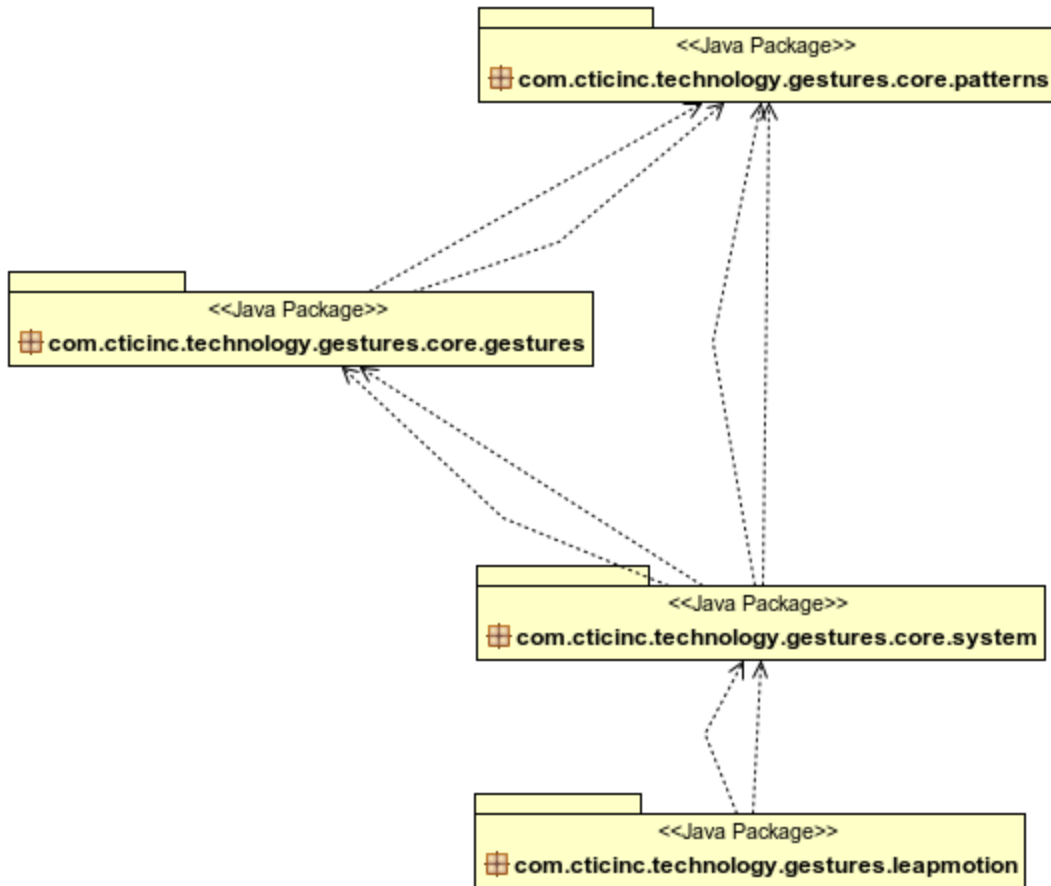 <<Java Package>>
com.cticinc.technology.gestures.core.patterns
<<Java Package>>
com.cticinc.technology.gestures.core.gestures
<<Java Package>>
com.cticinc.technology.gestures.core.system
<<Java Package>>
com.cticinc.technology.gestures.leapmotion